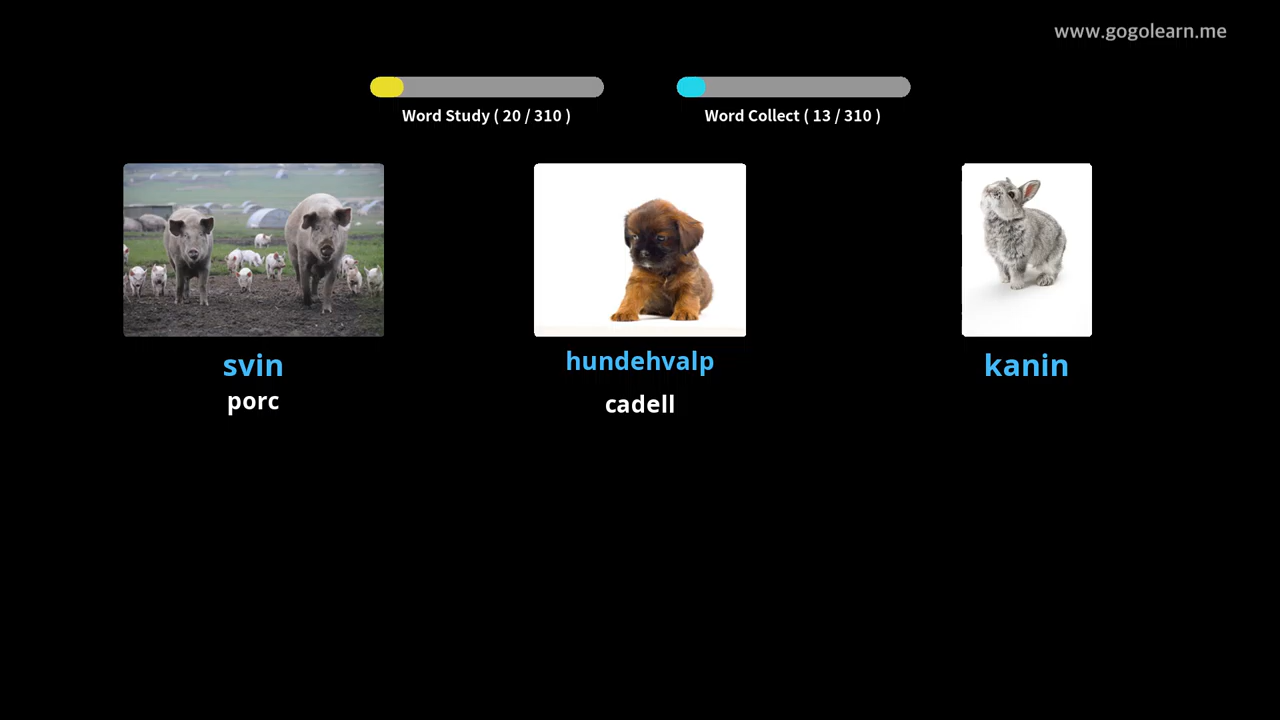 www.gogolearn.me
Word Study ( 20 / 310 )
Word Collect ( 13 / 310 )
svin
porc
hundehvalp
cadell
kanin